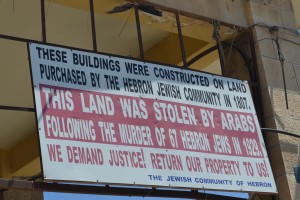 THESE BUILDINGS WERE CONSTRUCTED ON LAND
PURCHASED BY THE HEBRON JEWISH COMMUNITY IN 1807.
THIS LAND WAS STOLEN BY ARABS
FOLLOWING THE MURDER OF 67 HEBRON JEWS IN 1929.
WE DEMAND JUSTICE! RETURN OUR PROPERTY TO US!
THE JEWISH COMMUNITY OF HEBRON